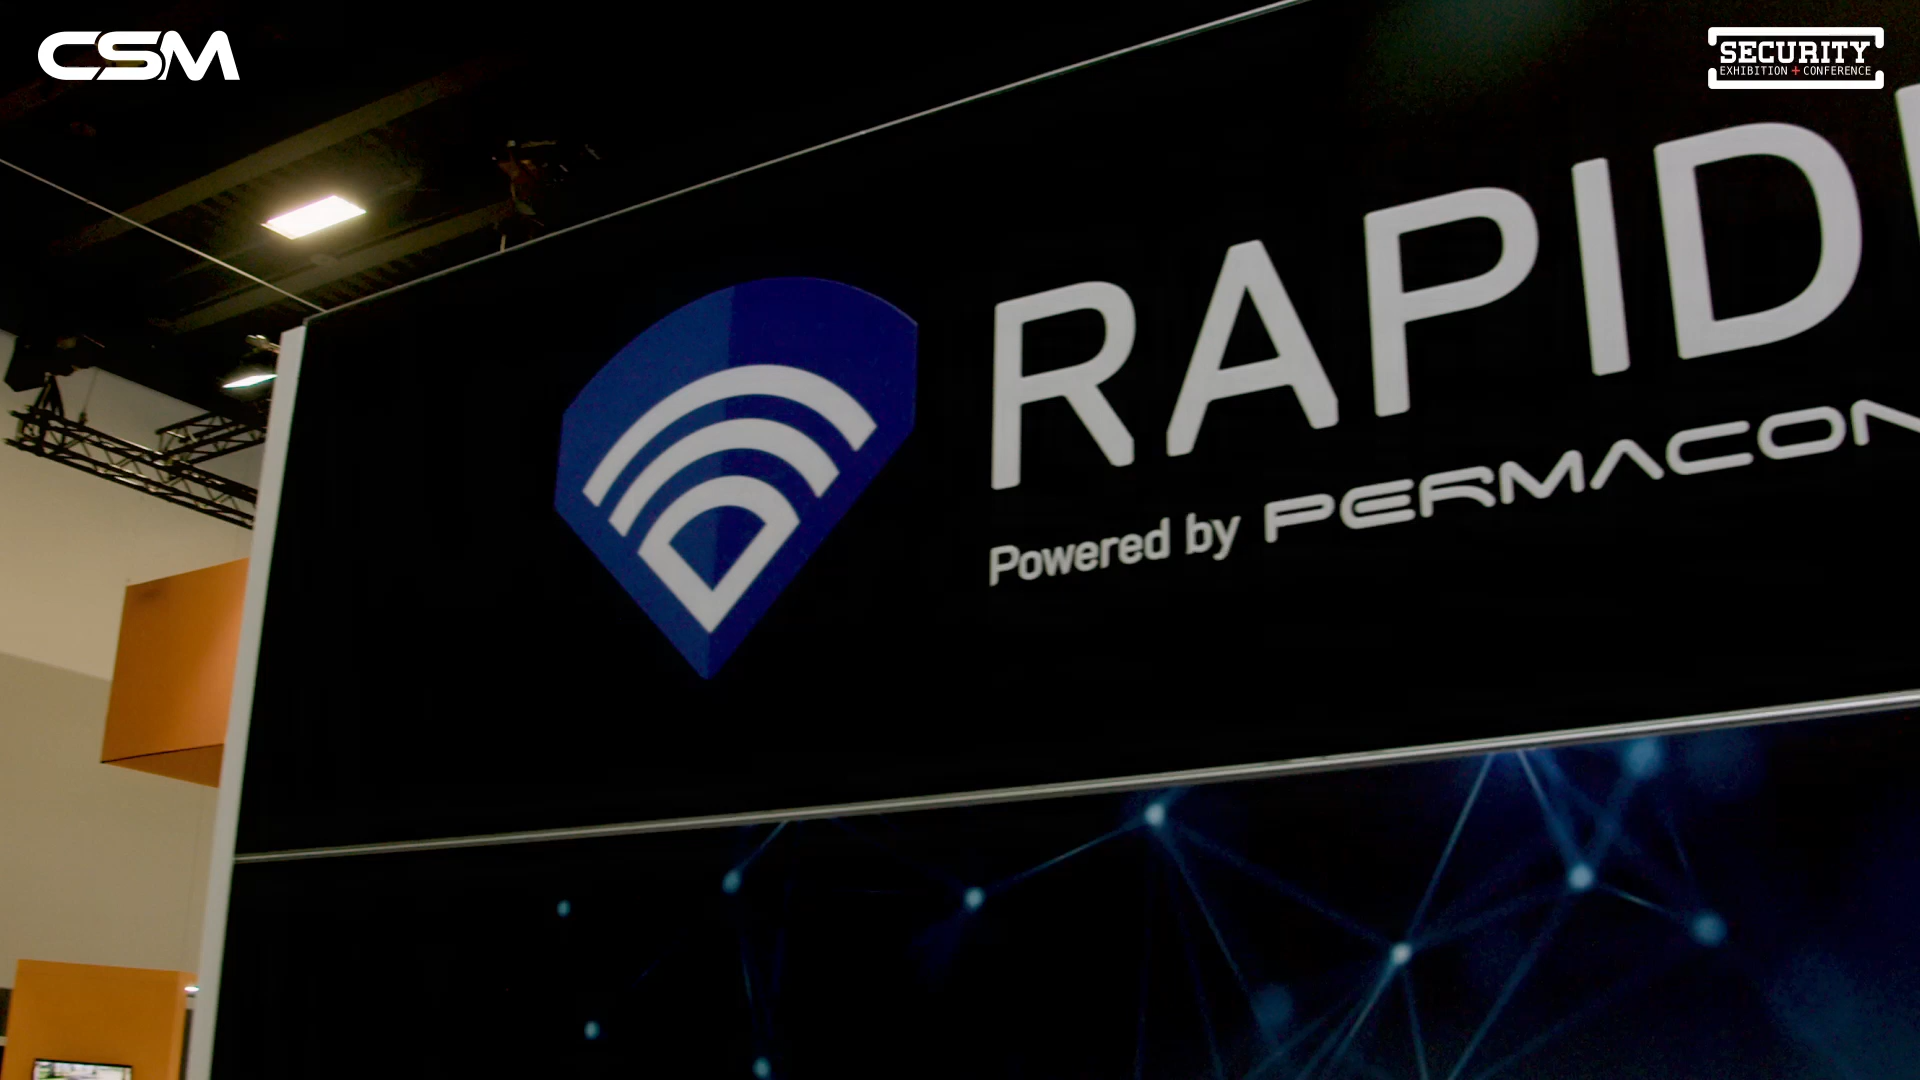 CSM
SECURITY
EXHIBITION + CONFERENCE
RAPID
Powered by PERMACON